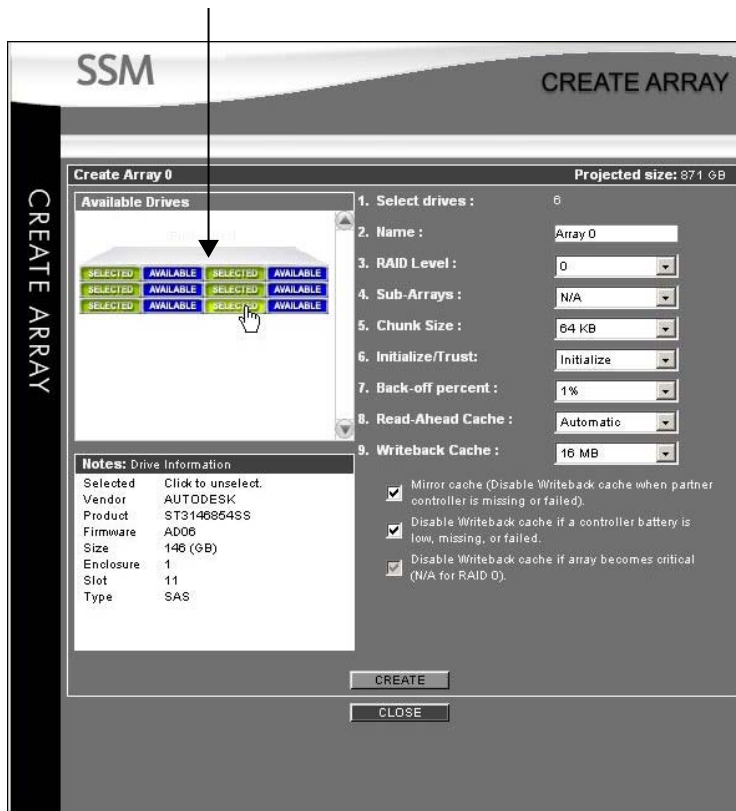 SSM
CREATE ARRAY
CREATE ARRAY
Create Array 0
Projected size: 871 GB
Available Drives
SELECTED AVAILABLE SELECTED AVAILABLE
SELECTED AVAILABLE SELECTED AVAILABLE
SELECTED AVAILABLE SELECTED AVAILABLE
Notes: Drive Information
Selected Click to unselect.
Vendor AUTODESK
Product ST3146854SS
Firmware AD06
Size 146 (GB)
Enclosure 1
Slot 11
Type SAS
1. Select drives : 6
2. Name : Array 0
3. RAID Level : 0
4. Sub-Arrays : N/A
5. Chunk Size : 64 KB
6. Initialize/Trust: Initialize
7. Back-off percent : 1%
8. Read-Ahead Cache : Automatic
9. Writeback Cache : 16 MB
Mirror cache (Disable Writeback cache when partner
controller is missing or failed).
Disable Writeback cache if a controller battery is
low, missing, or failed.
Disable Writeback cache if array becomes critical
(N/A for RAID 0).
CREATE
CLOSE